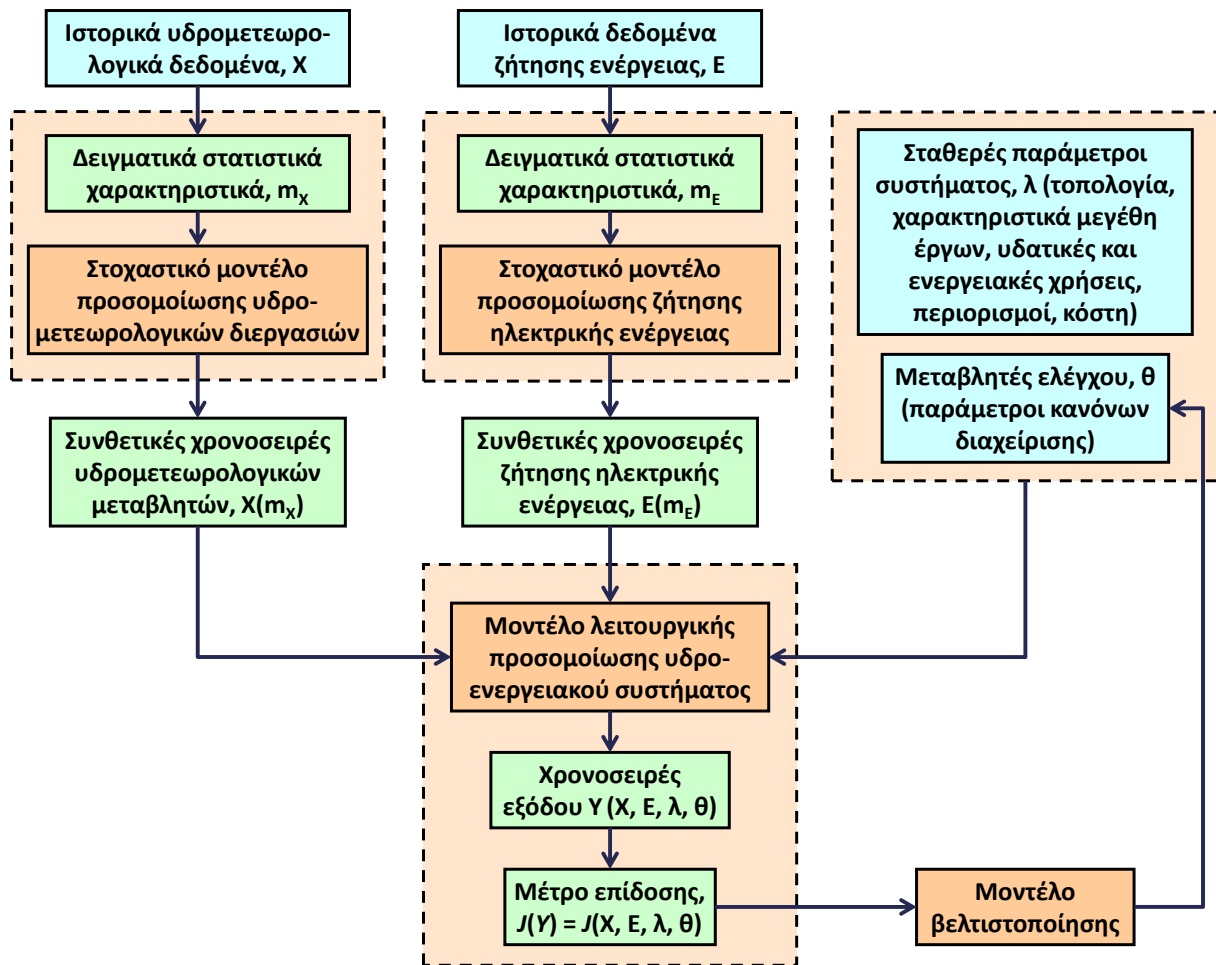 Ιστορικά υδρομετεωρο-
λογικά δεδομένα, X
Ιστορικά δεδομένα
ζήτησης ενέργειας, E
Δειγματικά στατιστικά
χαρακτηριστικά, mX
Δειγματικά στατιστικά
χαρακτηριστικά, mE
Σταθερές παράμετροι
συστήματος, λ (τοπολογία,
χαρακτηριστικά μεγέθη
έργων, υδατικές και
ενεργειακές χρήσεις,
περιορισμοί, κόστη)
Στοχαστικό μοντέλο
προσομοίωσης υδρο-
μετεωρολογικών διεργασιών
Στοχαστικό μοντέλο
προσομοίωσης ζήτησης
ηλεκτρικής ενέργειας
Μεταβλητές ελέγχου, θ
(παράμετροι κανόνων
διαχείρισης)
Συνθετικές χρονοσειρές
υδρομετεωρολογικών
μεταβλητών, X(mX)
Συνθετικές χρονοσειρές
ζήτησης ηλεκτρικής
ενέργειας, E(mE)
Μοντέλο λειτουργικής
προσομοίωσης υδρο-
ενεργειακού συστήματος
Χρονοσειρές
εξόδου Y (X, E, λ, θ)
Μέτρο επίδοσης,
J(Y) = J(X, E, λ, θ)
Μοντέλο
βελτιστοποίησης